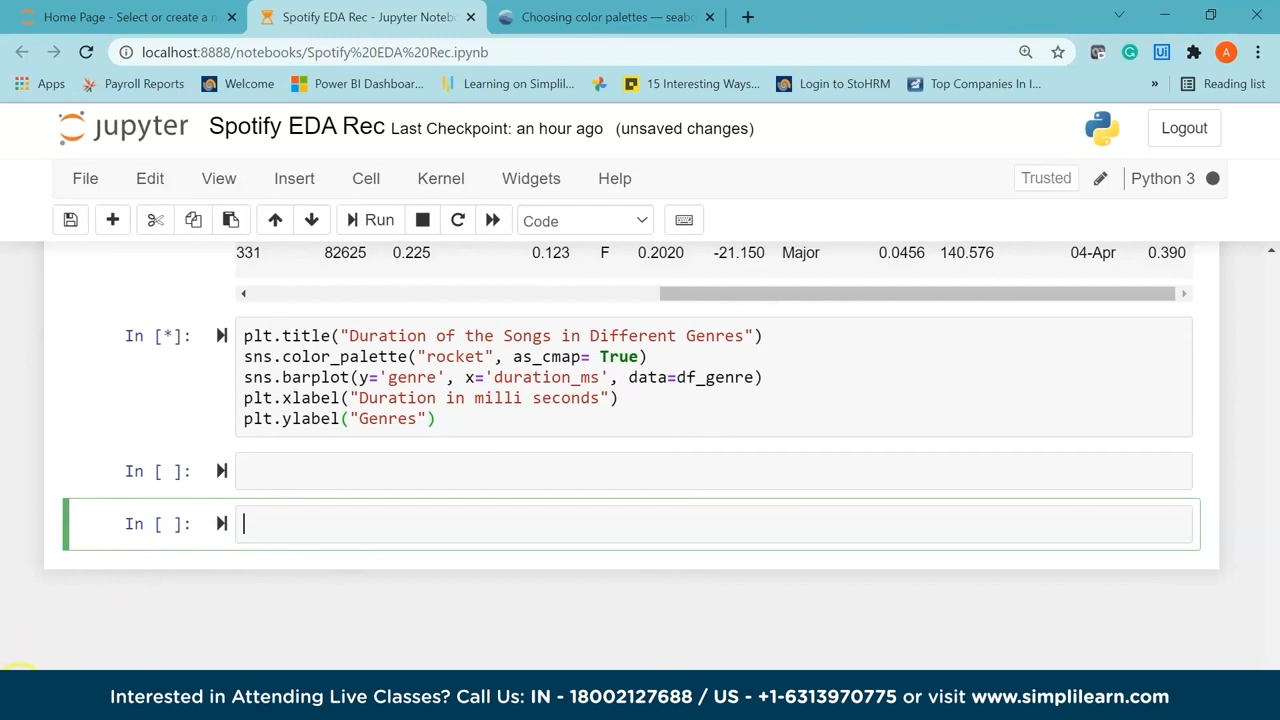 Home Page - Select or create a n
Spotify EDA Rec - Jupyter Notebo
Choosing color palettes — seab
localhost:8888/notebooks/Spotify%20EDA%20Rec.ipynb
A
Apps
Payroll Reports
Welcome
Power BI Dashboar...
Learning on Simplil...
15 Interesting Ways...
Login to StoHRM
Top Companies In I...
»
Reading list
jupyter
Spotify EDA Rec
Last Checkpoint: an hour ago (unsaved changes)
Logout
File
Edit
View
Insert
Cell
Kernel
Widgets
Help
Trusted
Python 3
Run
Code
331 82625 0.225 0.123 F 0.2020 -21.150 Major 0.0456 140.576 04-Apr 0.390
In [*]:
plt.title("Duration of the Songs in Different Genres")
sns.color_palette("rocket", as_cmap= True)
sns.barplot(y='genre', x='duration_ms', data=df_genre)
plt.xlabel("Duration in milli seconds")
plt.ylabel("Genres")
In [ ]:
In [ ]:
Interested in Attending Live Classes? Call Us: IN - 18002127688 / US - +1-6313970775 or visit www.simplilearn.com